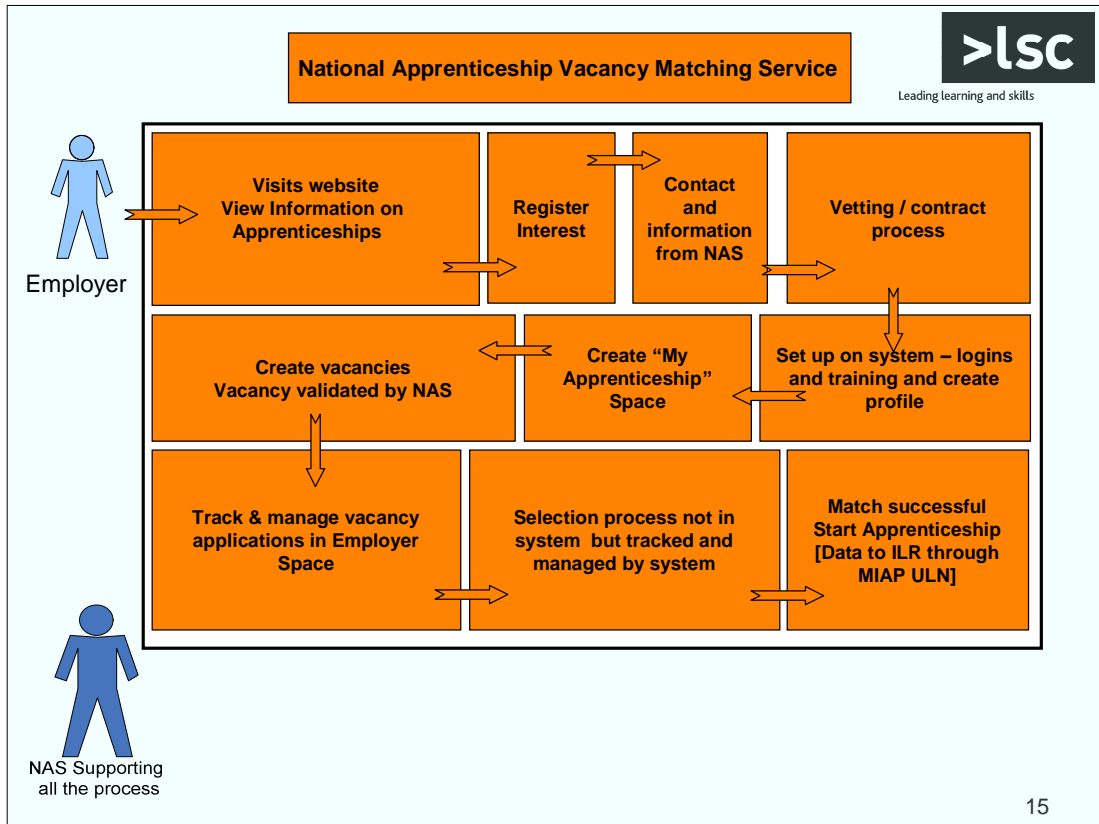 National Apprenticeship Vacancy Matching Service
>lsc
Leading learning and skills
Employer
Visits website
View Information on
Apprenticeships
Register
Interest
Contact
and
information
from NAS
Vetting / contract
process
Create vacancies
Vacancy validated by NAS
Create “My
Apprenticeship”
Space
Set up on system – logins
and training and create
profile
Track & manage vacancy
applications in Employer
Space
Selection process not in
system but tracked and
managed by system
Match successful
Start Apprenticeship
[Data to ILR through
MIAP ULN]
NAS Supporting
all the process
15